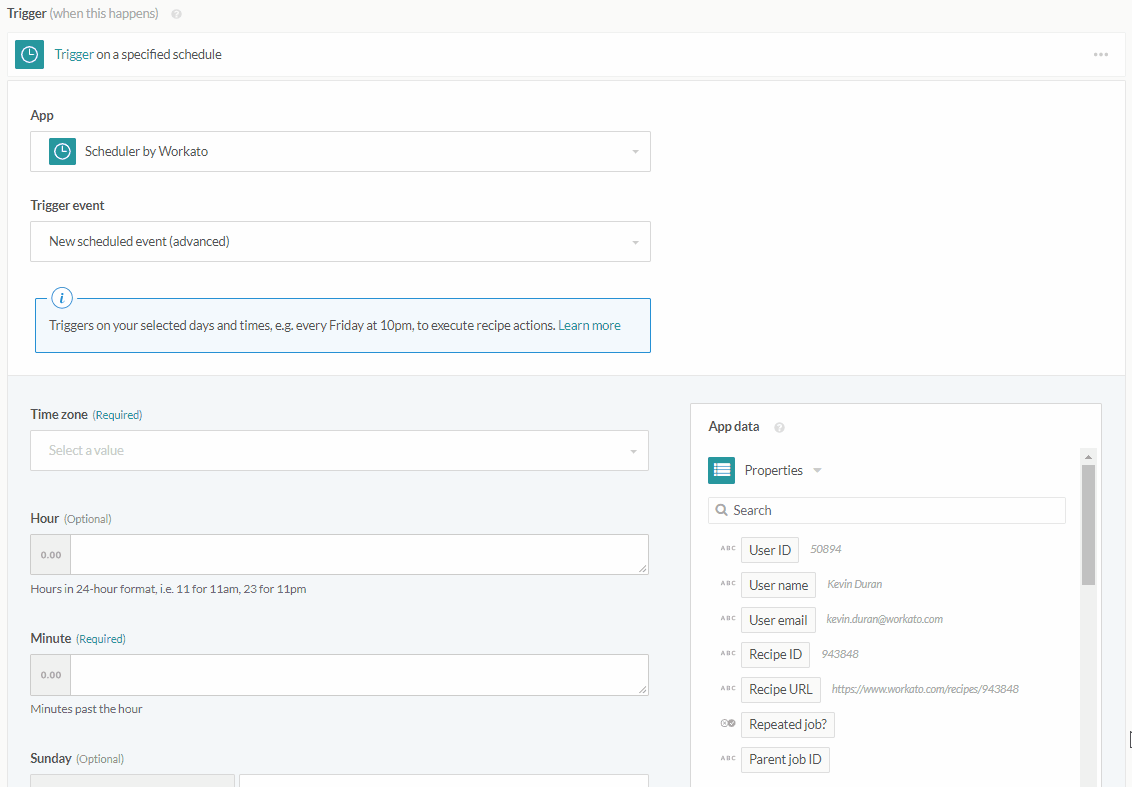 Trigger (when this happens) ?
Trigger on a specified schedule
App
Scheduler by Workato
Trigger event
New scheduled event (advanced)
i
Triggers on your selected days and times, e.g. every Friday at 10pm, to execute recipe actions. Learn more
Time zone (Required)
Select a value
Hour (Optional)
0.00
Hours in 24-hour format, i.e. 11 for 11am, 23 for 11pm
Minute (Required)
0.00
Minutes past the hour
Sunday (Optional)
App data ?
Properties
Search
ABC User ID 50894
ABC User name Kevin Duran
ABC User email kevin.duran@workato.com
ABC Recipe ID 943848
ABC Recipe URL https://www.workato.com/recipes/943848
Repeated job?
ABC Parent job ID